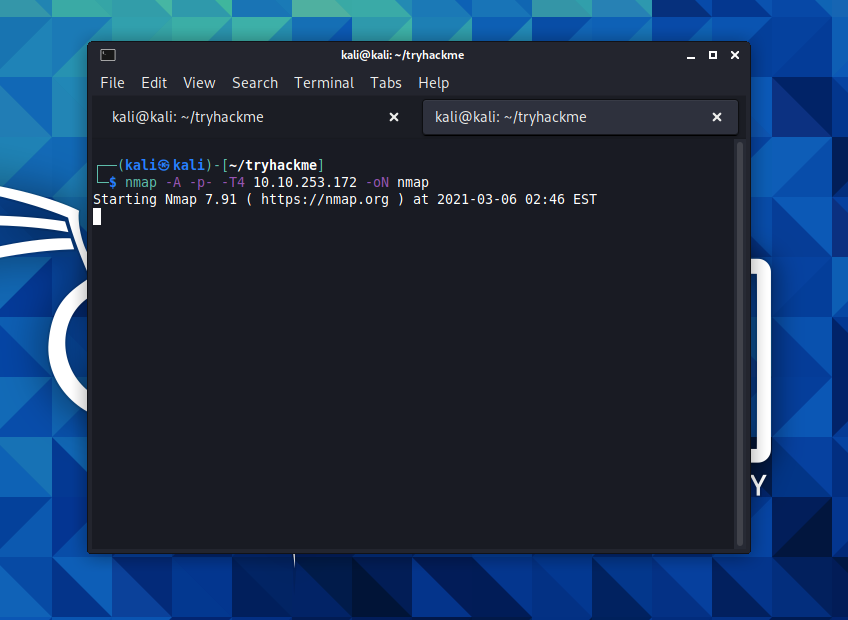 kali@kali: ~/tryhackme
File Edit View Search Terminal Tabs Help
kali@kali: ~/tryhackme × kali@kali: ~/tryhackme ×
┌──(kali㉿kali)-[~/tryhackme]
└─$ nmap -A -p- -T4 10.10.253.172 -oN nmap
Starting Nmap 7.91 ( https://nmap.org ) at 2021-03-06 02:46 EST
Y